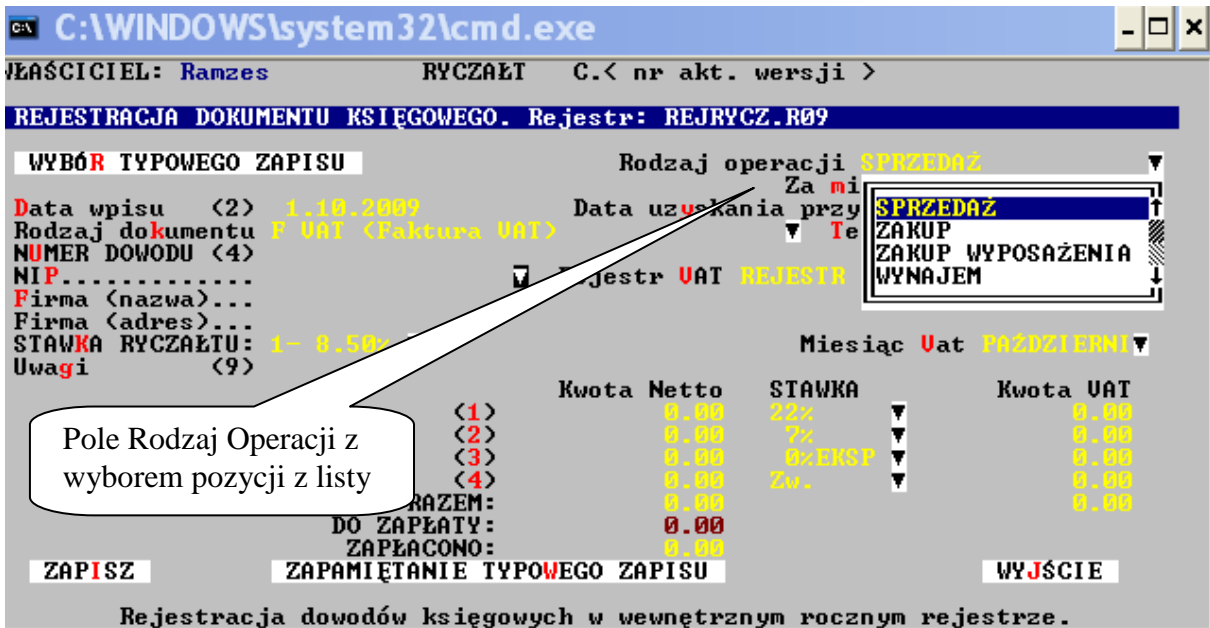 C:\WINDOWS\system32\cmd.exe
WŁAŚCICIEL: Ramzes RYCZAŁT C.< nr akt. wersji >
REJESTRACJA DOKUMENTU KSIĘGOWEGO. Rejestr: REJRYCZ.R09
WYBÓR TYPOWEGO ZAPISU Rodzaj operacji SPRZEDAŻ
Za mi
Data wpisu (2) 1.10.2009 Data uzyskania przy SPRZEDAŻ
Rodzaj dokumentu F VAT (Faktura VAT) Te ZAKUP
NUMER DOWODU (4) ZAKUP WYPOSAŻENIA
NIP............. Rejestr VAT REJESTR WYNAJEM
Firma (nazwa)...
Firma (adres)...
STAWKA RYCZAŁTU: 1- 8.50% Miesiąc Vat PAŹDZIERNI
Uwagi (9)
Kwota Netto STAWKA Kwota VAT
(1) 0.00 22% 0.00
(2) 0.00 7% 0.00
(3) 0.00 0%EKSP 0.00
(4) 0.00 Zw. 0.00
RAZEM: 0.00 0.00
DO ZAPŁATY: 0.00
ZAPŁACONO: 0.00
Pole Rodzaj Operacji z
wyborem pozycji z listy
ZAPISZ ZAPAMIĘTANIE TYPOWEGO ZAPISU WYJŚCIE
Rejestracja dowodów księgowych w wewnętrznym rocznym rejestrze.